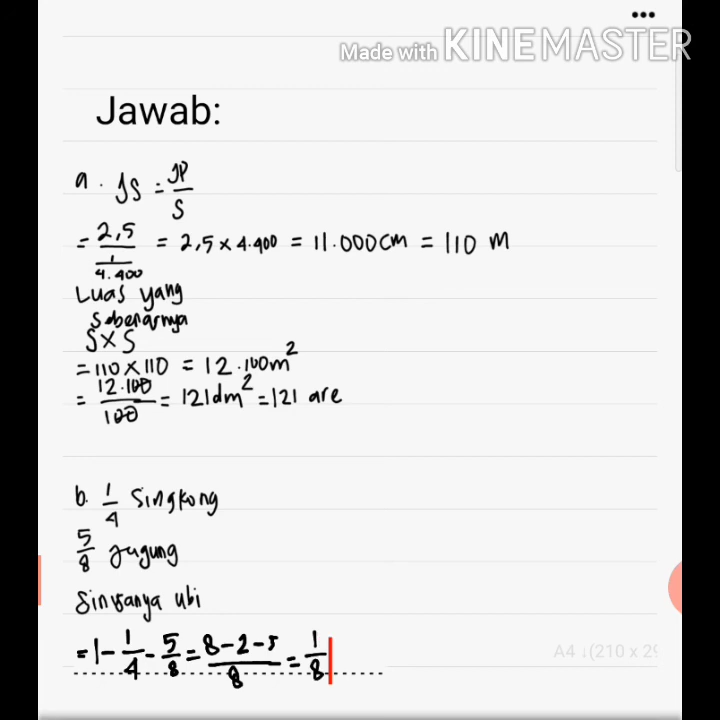 Made with KINEMASTER
Jawab:
a. JS = JP/S
= 2,5/(1/4.400) = 2,5 x 4.400 = 11.000 cm = 110 M
Luas yang
sebenarnya
S x S
= 110 x 110 = 12.100 m²
= 12.100/100 = 121 dm² = 121 are
b. 1/4 Singkong
5/8 Jagung
Sinsanya ubi
= 1 - 1/4 - 5/8 = 8-2-5/8 = 1/8
A4 ↓(210 x 29